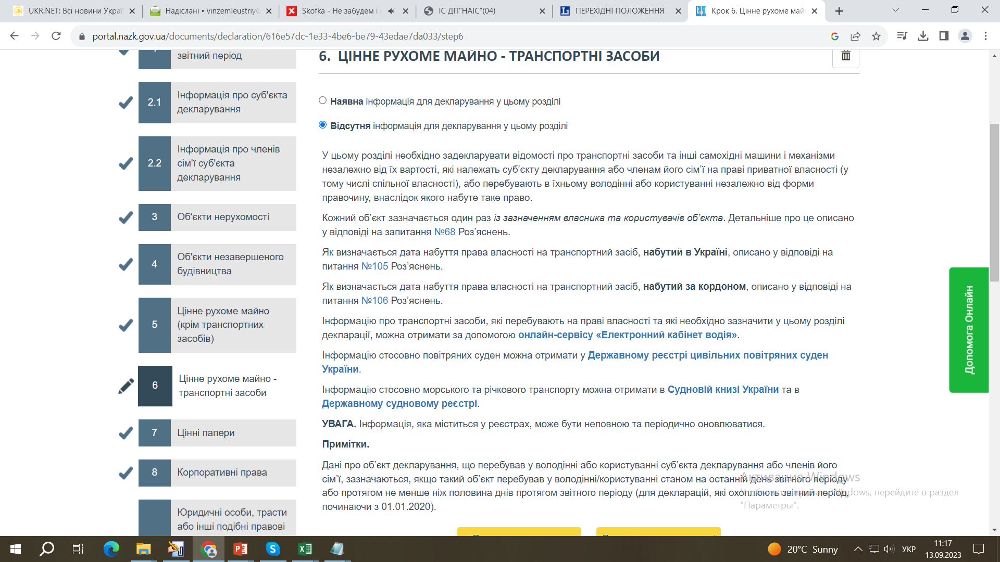 UKR.NET: Всі новини Украї
Надіслані • vinzemleustriy@
Skofka - Не забудем і н
ІС ДП"НАІС"(04)
ПЕРЕХІДНІ ПОЛОЖЕННЯ
Крок 6. Цінне рухоме май
portal.nazk.gov.ua/documents/declaration/616e57dc-1e33-4be6-be79-43edae7da033/step6
звітний період
2.1
Інформація про суб'єкта
декларування
2.2
Інформація про членів
сім'ї суб'єкта
декларування
3
Об'єкти нерухомості
4
Об'єкти незавершеного
будівництва
5
Цінне рухоме майно
(крім транспортних
засобів)
6
Цінне рухоме майно -
транспортні засоби
7
Цінні папери
8
Корпоративні права
Юридичні особи, трасти
або інші подібні правові
6. ЦІННЕ РУХОМЕ МАЙНО - ТРАНСПОРТНІ ЗАСОБИ
Наявна інформація для декларування у цьому розділі
Відсутня інформація для декларування у цьому розділі
У цьому розділі необхідно задекларувати відомості про транспортні засоби та інші самохідні машини і механізми
незалежно від їх вартості, які належать суб’єкту декларування або членам його сім’ї на праві приватної власності (у
тому числі спільної власності), або перебувають в їхньому володінні або користуванні незалежно від форми
правочину, внаслідок якого набуте таке право.
Кожний об’єкт зазначається один раз із зазначенням власника та користувачів об’єкта. Детальніше про це описано
у відповіді на запитання №68 Роз’яснень.
Як визначається дата набуття права власності на транспортний засіб, набутий в Україні, описано у відповіді на
питання №105 Роз’яснень.
Як визначається дата набуття права власності на транспортний засіб, набутий за кордоном, описано у відповіді на
питання №106 Роз’яснень.
Інформацію про транспортні засоби, які перебувають на праві власності та які необхідно зазначити у цьому розділі
декларації, можна отримати за допомогою онлайн-сервісу «Електронний кабінет водія».
Інформацію стосовно повітряних суден можна отримати у Державному реєстрі цивільних повітряних суден
України.
Інформацію стосовно морського та річкового транспорту можна отримати в Судновій книзі України та в
Державному судновому реєстрі.
УВАГА. Інформація, яка міститься у реєстрах, може бути неповною та періодично оновлюватися.
Примітки.
Дані про об’єкт декларування, що перебував у володінні або користуванні суб’єкта декларування або членів його
сім’ї, зазначаються, якщо такий об’єкт перебував у володінні/користуванні станом на останній день звітного періоду
або протягом не менше ніж половина днів протягом звітного періоду (для декларацій, які охоплюють звітний період,
починаючи з 01.01.2020).
Допомога Онлайн
Активация Windows
Windows, перейдите в раздел
"Параметры".
20°C Sunny
УКР
11:17
13.09.2023